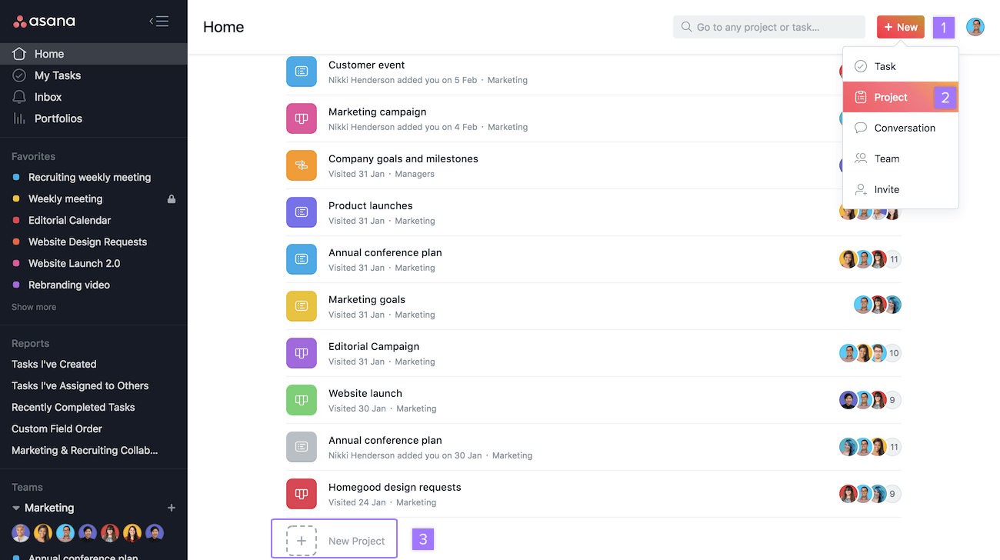 asana
Home
My Tasks
Inbox
Portfolios
Favorites
Recruiting weekly meeting
Weekly meeting
Editorial Calendar
Website Design Requests
Website Launch 2.0
Rebranding video
Show more
Reports
Tasks I've Created
Tasks I've Assigned to Others
Recently Completed Tasks
Custom Field Order
Marketing & Recruiting Collab...
Teams
Marketing
Annual conference plan
Home
Go to any project or task...
+ New
1
Task
Project
2
Conversation
Team
Invite
Customer event
Nikki Henderson added you on 5 Feb · Marketing
Marketing campaign
Nikki Henderson added you on 4 Feb · Marketing
Company goals and milestones
Visited 31 Jan · Managers
Product launches
Visited 31 Jan · Marketing
Annual conference plan
Visited 31 Jan · Marketing
11
Marketing goals
Visited 31 Jan · Marketing
Editorial Campaign
Visited 31 Jan · Marketing
10
Website launch
Visited 30 Jan · Marketing
9
Annual conference plan
Nikki Henderson added you on 30 Jan · Marketing
11
Homegood design requests
Visited 24 Jan · Marketing
9
New Project
3